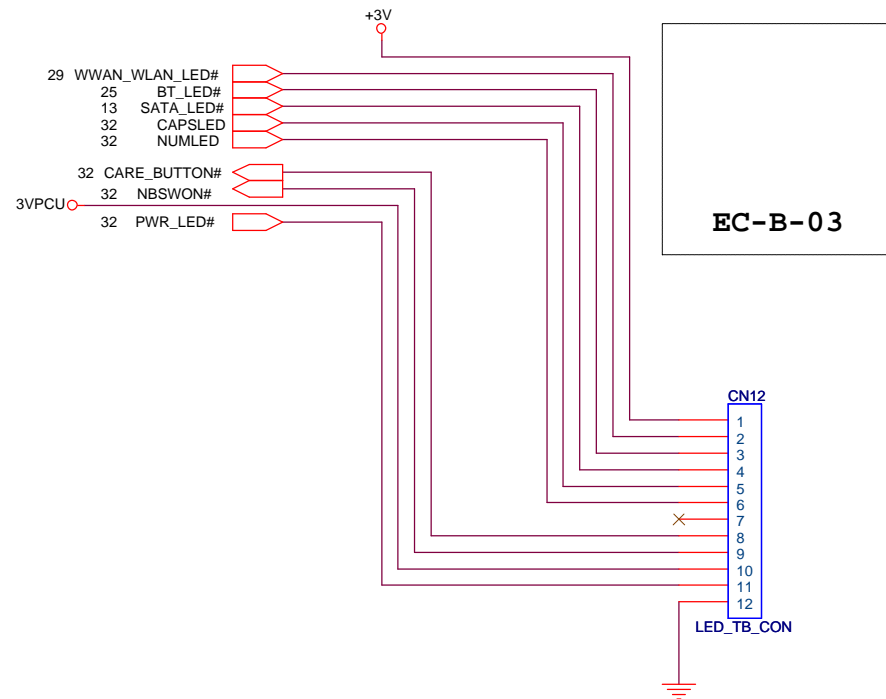 +3V
29 WWAN_WLAN_LED#
25 BT_LED#
13 SATA_LED#
32 CAPSLED
32 NUMLED
32 CARE_BUTTON#
32 NBSWON#
3VPCU
32 PWR_LED#
EC-B-03
CN12
1
2
3
4
5
6
7
8
9
10
11
12
LED_TB_CON